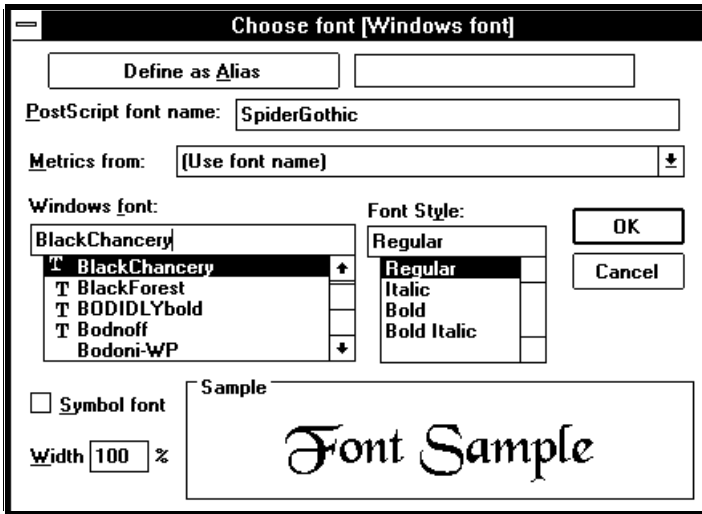 Choose font [Windows font]
Define as Alias
PostScript font name: SpiderGothic
Metrics from: (Use font name)
Windows font:
BlackChancery
T BlackChancery
T BlackForest
T BODIDLYbold
T Bodnoff
Bodoni-WP
Font Style:
Regular
Regular
Italic
Bold
Bold Italic
OK
Cancel
Symbol font
Width 100 %
Sample
Font Sample